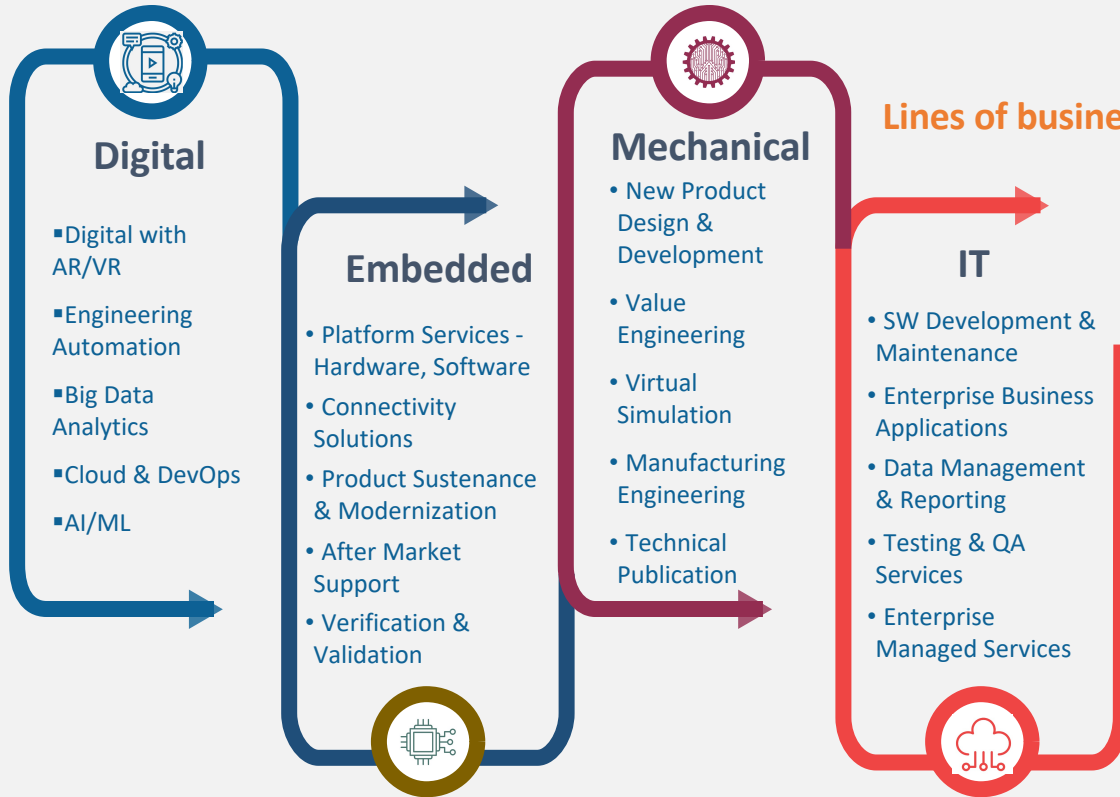 Lines of busine
Digital
▪Digital with
AR/VR
▪Engineering
Automation
▪Big Data
Analytics
▪Cloud & DevOps
▪AI/ML
Embedded
• Platform Services -
Hardware, Software
• Connectivity
Solutions
• Product Sustenance
& Modernization
• After Market
Support
• Verification &
Validation
Mechanical
• New Product
Design &
Development
• Value
Engineering
• Virtual
Simulation
• Manufacturing
Engineering
• Technical
Publication
IT
• SW Development &
Maintenance
• Enterprise Business
Applications
• Data Management
& Reporting
• Testing & QA
Services
• Enterprise
Managed Services